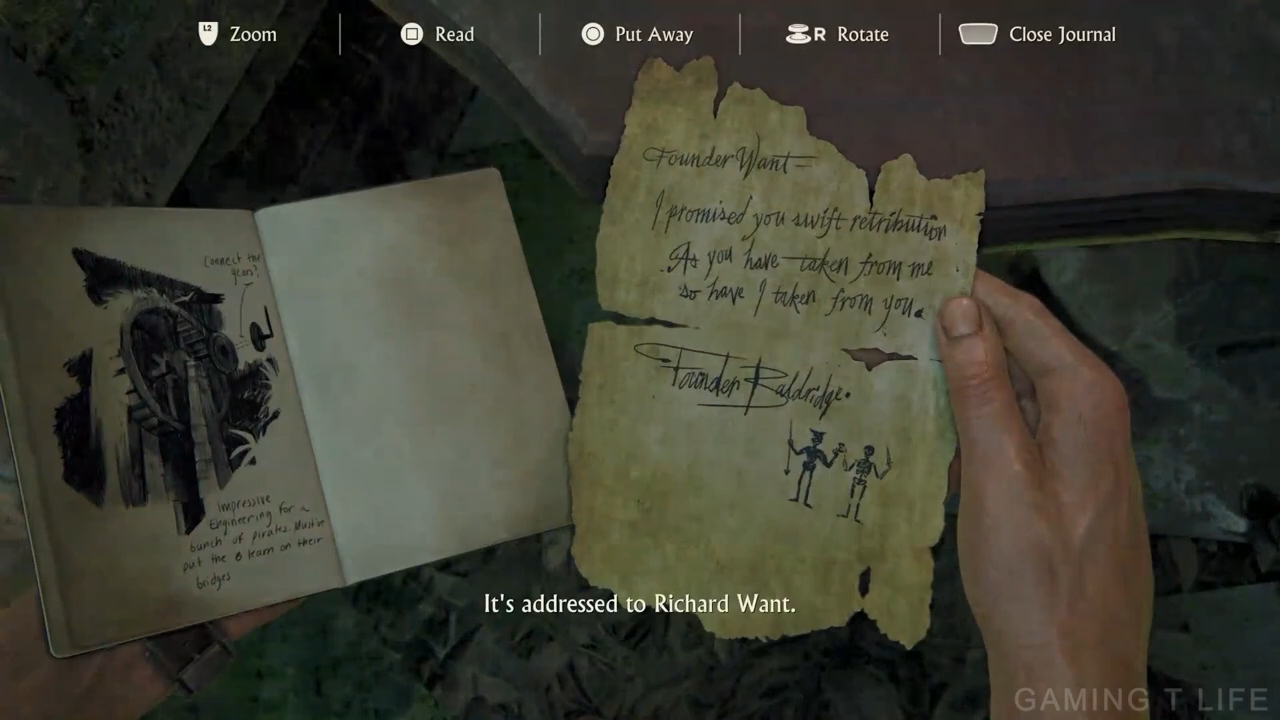 L2 Zoom
Read
Put Away
R Rotate
Close Journal
Connect the
gears?
Impressive
Engineering for a
bunch of pirates. Must've
put the B team on their
bridges
Founder Want—
I promised you swift retribution
As you have taken from me
so have I taken from you.
Founder Baldridge.
It's addressed to Richard Want.
GAMING T LIFE